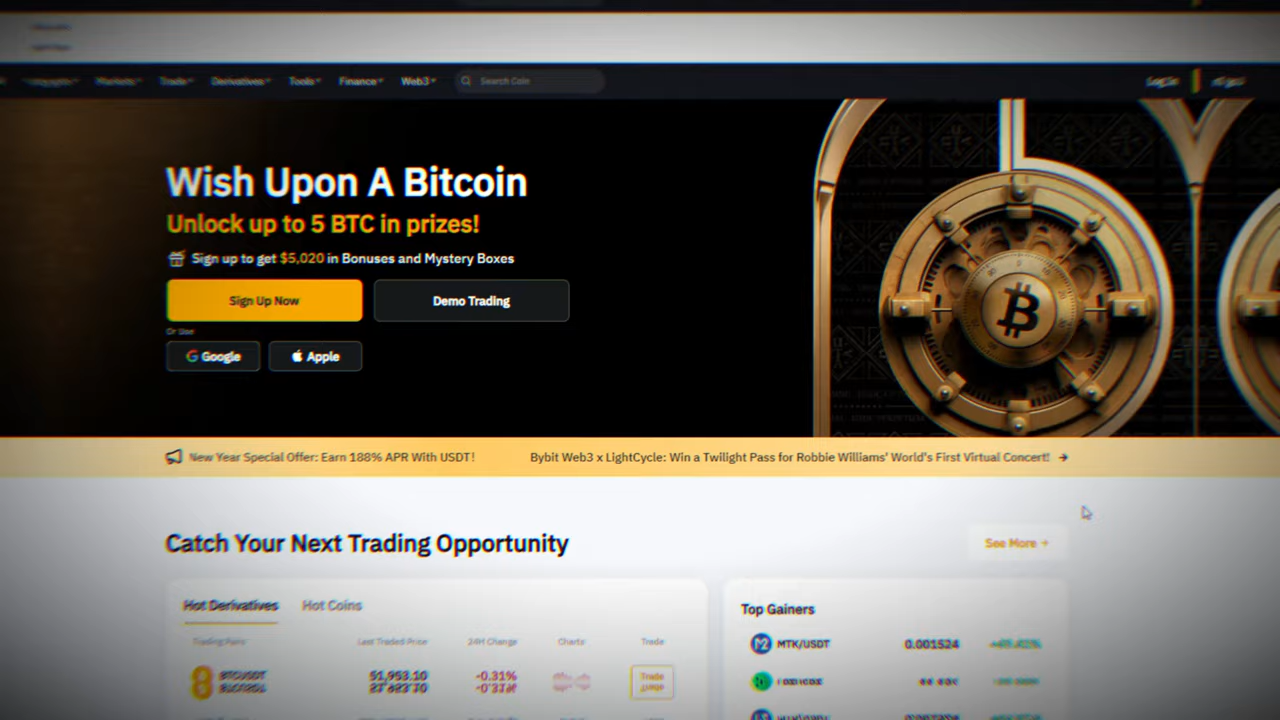 Markets
Trade
Derivatives
Tools
Finance
Web3
Search Coin
Log In
Wish Upon A Bitcoin
Unlock up to 5 BTC in prizes!
Sign up to get $5,020 in Bonuses and Mystery Boxes
Sign Up Now
Demo Trading
Or Use
Google
Apple
New Year Special Offer: Earn 188% APR With USDT!
Bybit Web3 x LightCycle: Win a Twilight Pass for Robbie Williams' World's First Virtual Concert!
Catch Your Next Trading Opportunity
See More
Hot Derivatives
Hot Coins
Trading Pairs
Last Traded Price
24H Change
Charts
Trade
-0.31%
Trade
Top Gainers
MTK/USDT
0.001524